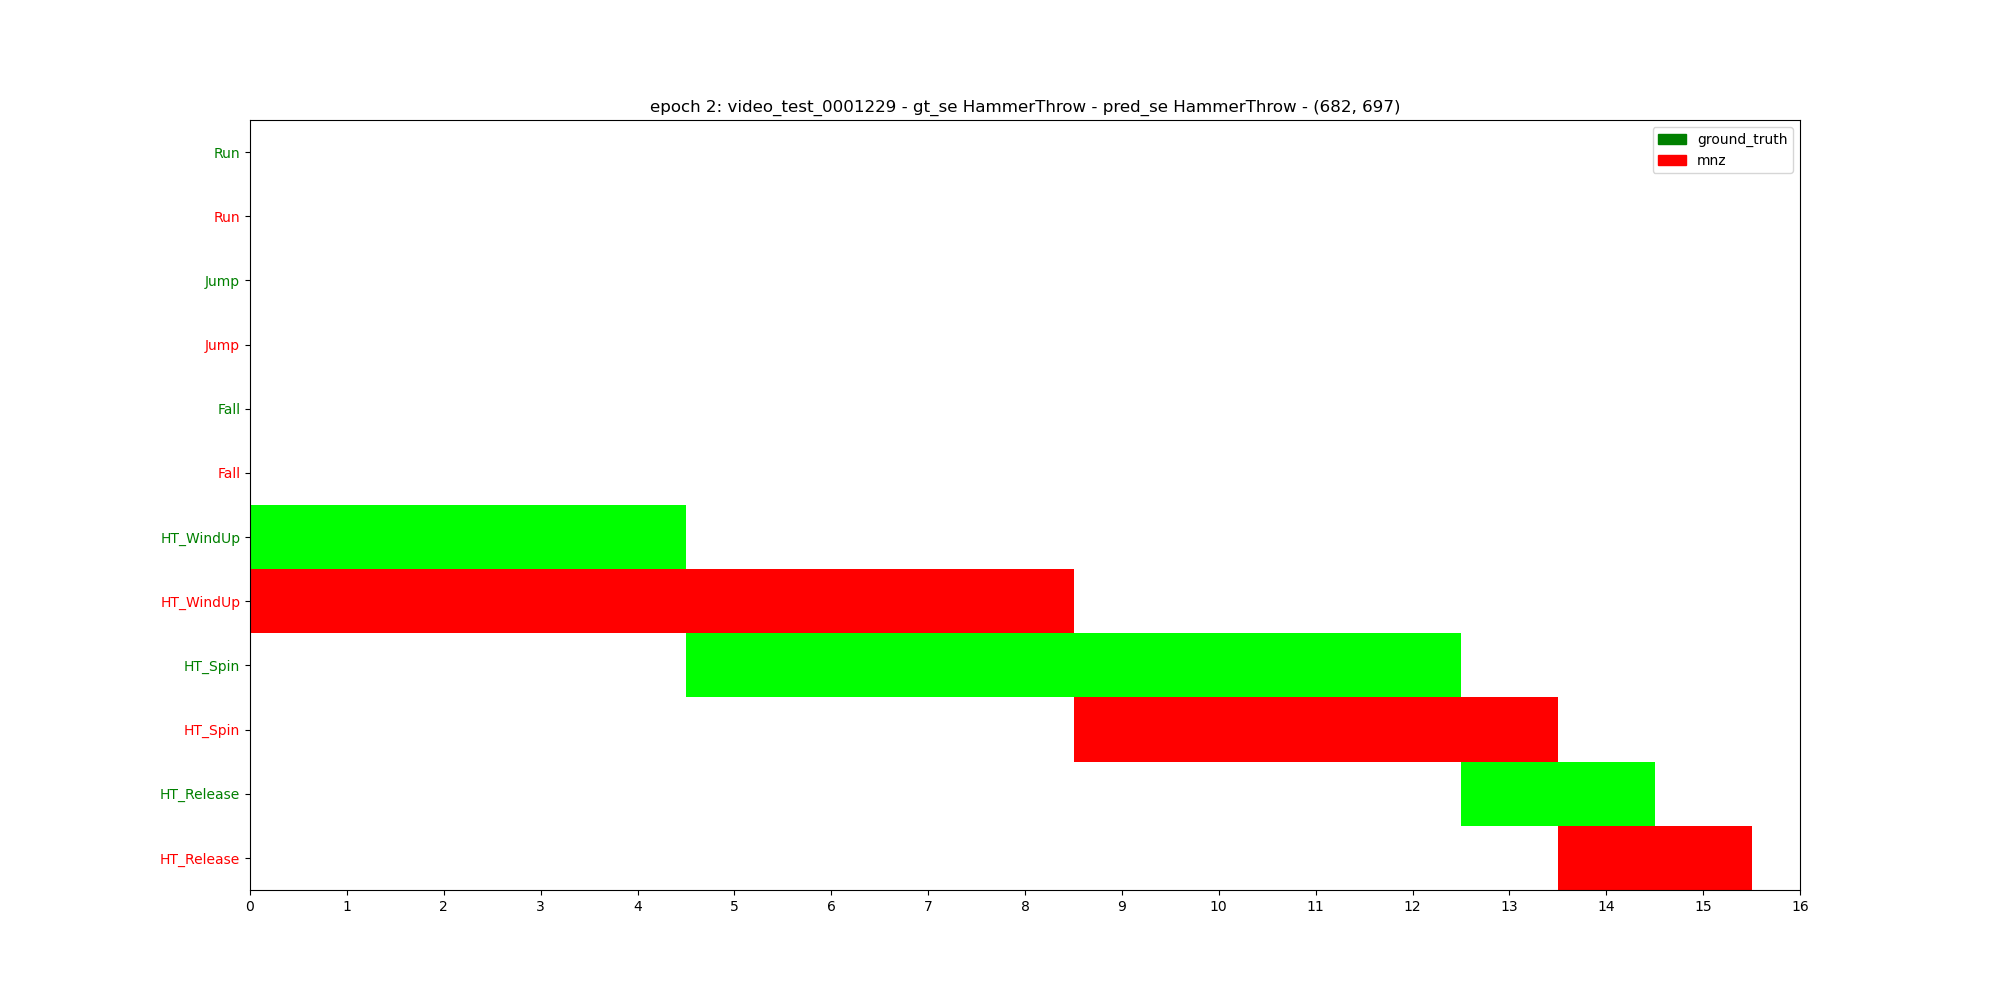 epoch 2: video_test_0001229 - gt_se HammerThrow - pred_se HammerThrow - (682, 697)
ground_truth
mnz
Run
Run
Jump
Jump
Fall
Fall
HT_WindUp
HT_WindUp
HT_Spin
HT_Spin
HT_Release
HT_Release
0 1 2 3 4 5 6 7 8 9 10 11 12 13 14 15 16